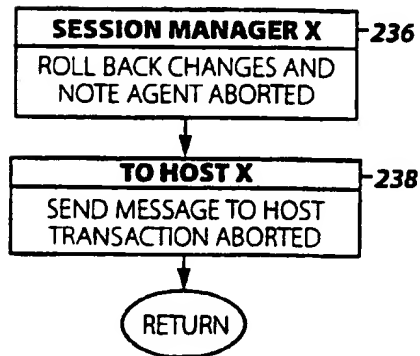 SESSION MANAGER X
236
ROLL BACK CHANGES AND
NOTE AGENT ABORTED
TO HOST X
238
SEND MESSAGE TO HOST
TRANSACTION ABORTED
RETURN